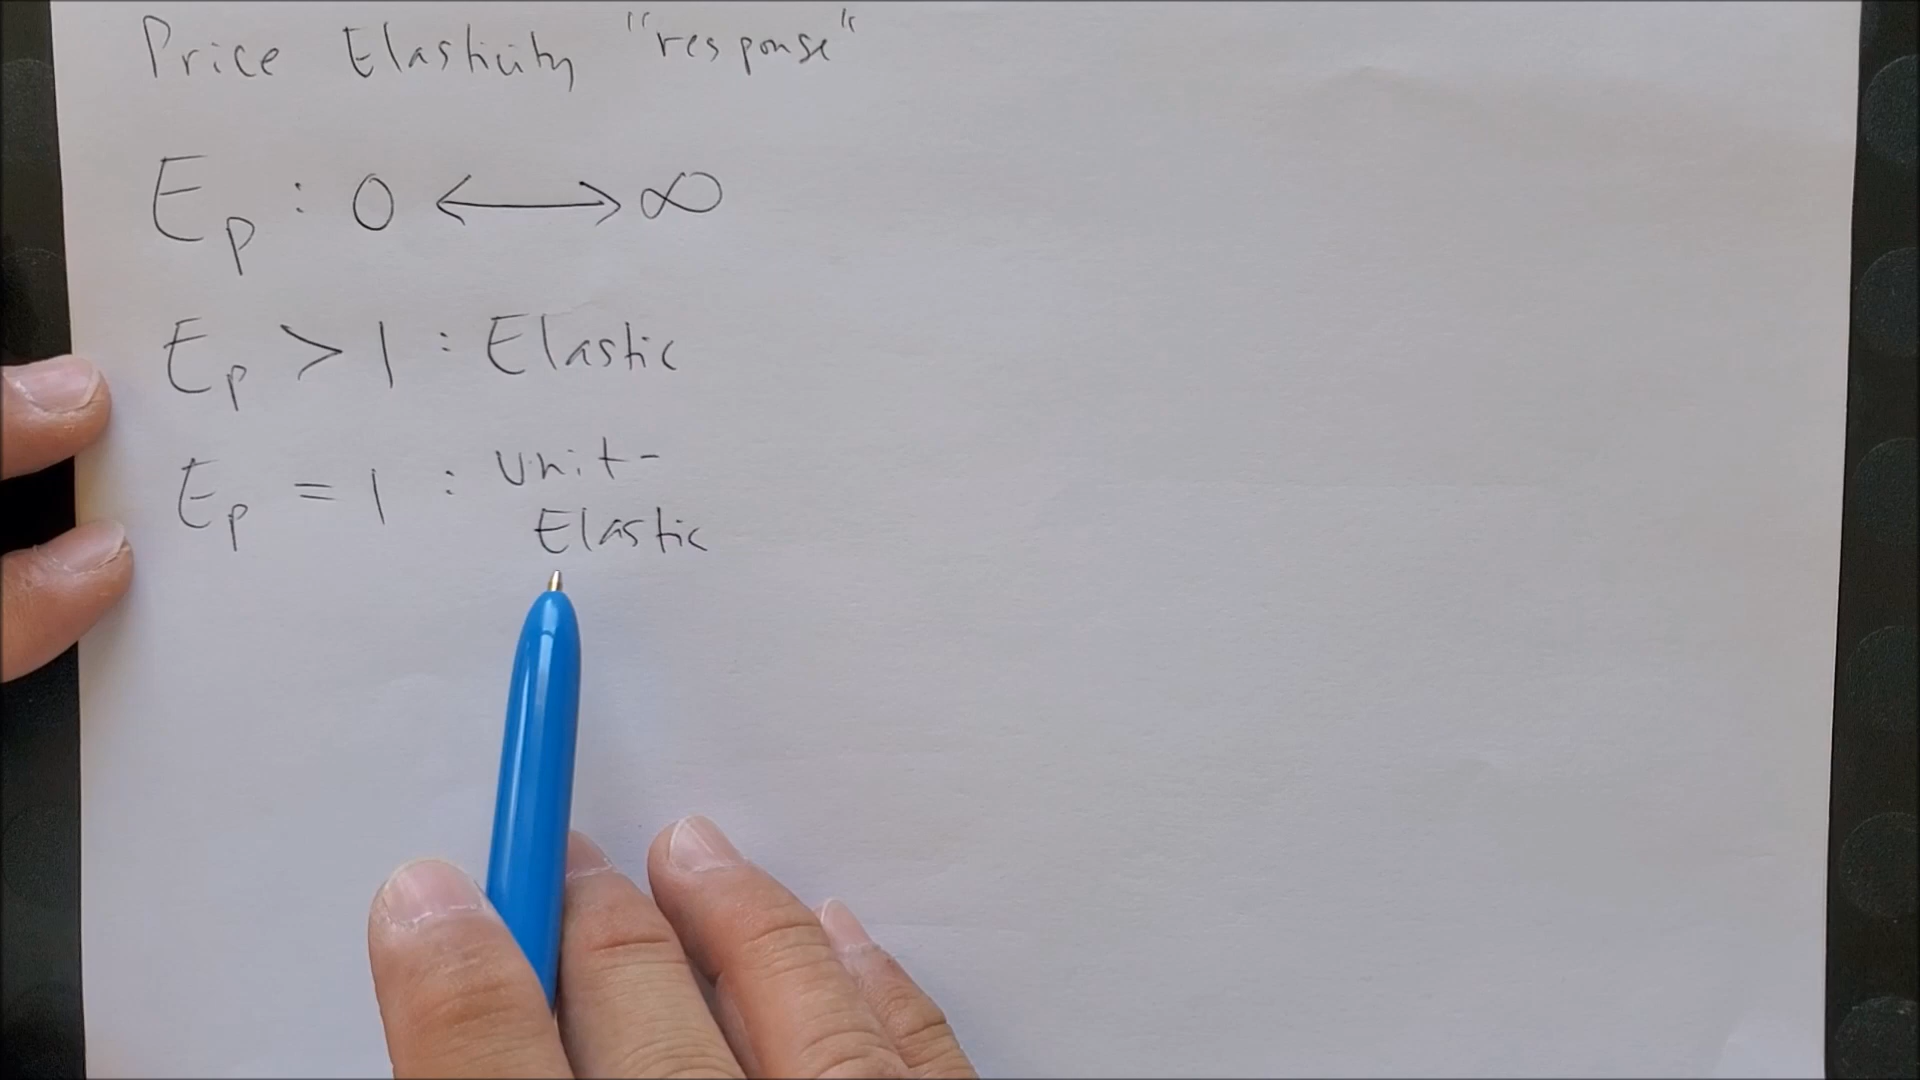 Price Elasticity "response"
Ep : 0 ⟷ ∞
Ep > 1 : Elastic
Ep = 1 : Unit-
Elastic